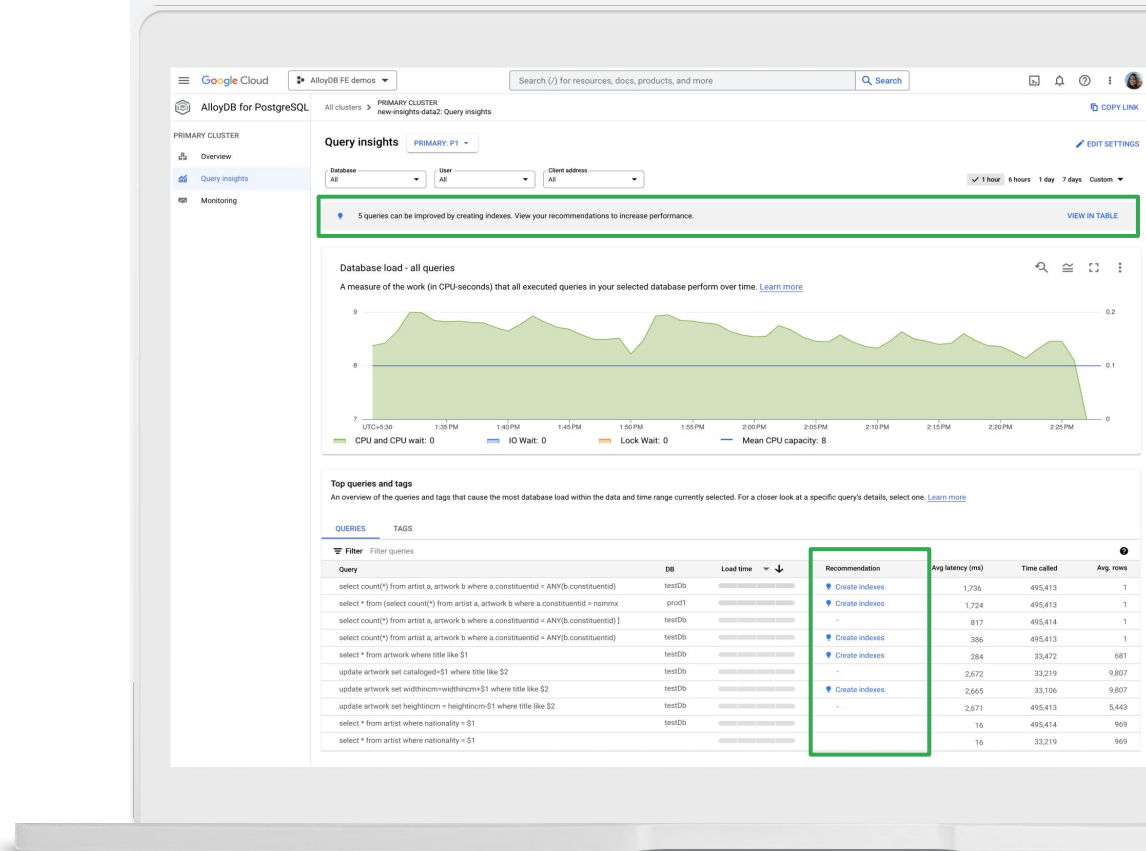 Google Cloud
AlloyDB FE demos
Search (/) for resources, docs, products, and more
Search
AlloyDB for PostgreSQL
All clusters
PRIMARY CLUSTER
new-insights-data2: Query insights
COPY LINK
PRIMARY CLUSTER
Overview
Query insights
Monitoring
Query insights
PRIMARY: P1
EDIT SETTINGS
Database
All
User
All
Client address
All
1 hour 6 hours 1 day 7 days Custom
5 queries can be improved by creating indexes. View your recommendations to increase performance.
VIEW IN TABLE
Database load - all queries
A measure of the work (in CPU-seconds) that all executed queries in your selected database perform over time. Learn more
9 0.2
8 0.1
7 0
UTC+5:30 1:35 PM 1:40 PM 1:45 PM 1:50 PM 1:55 PM 2:00 PM 2:05 PM 2:10 PM 2:15 PM 2:20 PM 2:25 PM
CPU and CPU wait: 0 IO Wait: 0 Lock Wait: 0 Mean CPU capacity: 8
Top queries and tags
An overview of the queries and tags that cause the most database load within the data and time range currently selected. For a closer look at a specific query's details, select one. Learn more
QUERIES TAGS
Filter Filter queries
Query DB Load time Recommendation Avg latency (ms) Time called Avg. rows
select count(*) from artist a, artwork b where a.constituentid = ANY(b.constituentid) testDb Create indexes 1,736 495,413 1
select * from (select count(*) from artist a, artwork b where a.constituentid = nsmmx prod1 Create indexes 1,724 495,413 1
select count(*) from artist a, artwork b where a.constituentid = ANY(b.constituentid) ] testDb - 817 495,414 1
select count(*) from artist a, artwork b where a.constituentid = ANY(b.constituentid) testDb Create indexes 386 495,413 1
select * from artwork where title like $1 testDb Create indexes 284 33,472 681
update artwork set cataloged=$1 where title like $2 testDb - 2,672 33,219 9,807
update artwork set widthincm=widthincm+$1 where title like $2 testDb Create indexes 2,665 33,106 9,807
update artwork set heightincm = heightincm-$1 where title like $2 testDb - 2,671 495,413 5,443
select * from artist where nationality = $1 testDb 16 495,414 969
select * from artist where nationality = $1 16 33,219 969